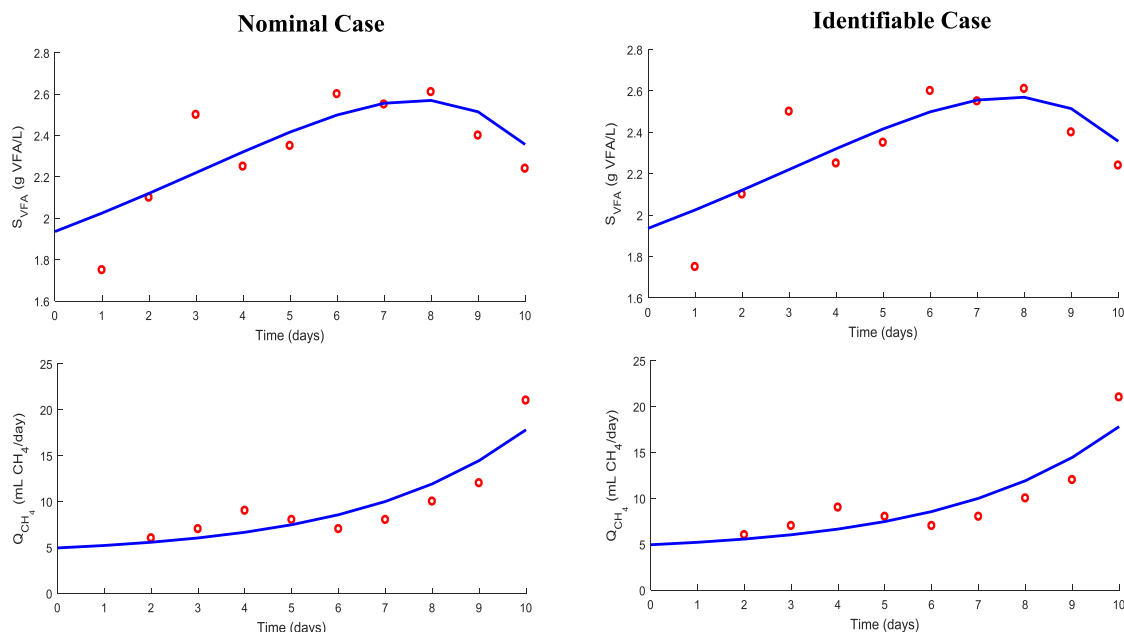 Nominal Case
Identifiable Case
2.8
2.6
2.4
2.2
2
1.8
1.6
S_VFA (g VFA/L)
0 1 2 3 4 5 6 7 8 9 10
Time (days)
2.8
2.6
2.4
2.2
2
1.8
1.6
S_VFA (g VFA/L)
0 1 2 3 4 5 6 7 8 9 10
Time (days)
25
20
15
10
5
0
Q_CH4 (mL CH4/day)
0 1 2 3 4 5 6 7 8 9 10
Time (days)
25
20
15
10
5
0
Q_CH4 (mL CH4/day)
0 1 2 3 4 5 6 7 8 9 10
Time (days)